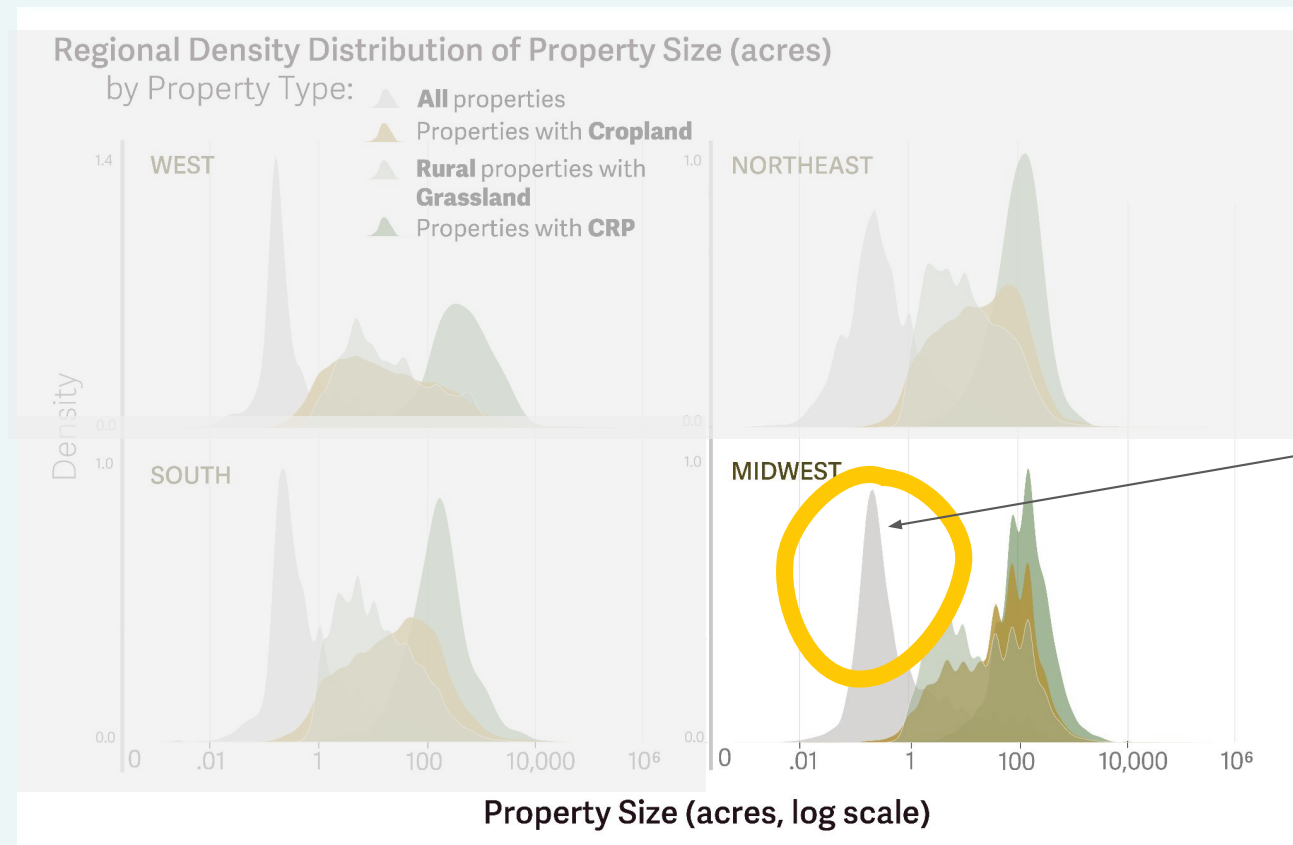 Regional Density Distribution of Property Size (acres)
by Property Type:
All properties
Properties with Cropland
Rural properties with
Grassland
Properties with CRP
1.4
WEST
0.0
1.0
NORTHEAST
0.0
Density
1.0
SOUTH
0.0
1.0
MIDWEST
0 .01 1 100 10,000 10⁶
0 .01 1 100 10,000 10⁶
Property Size (acres, log scale)